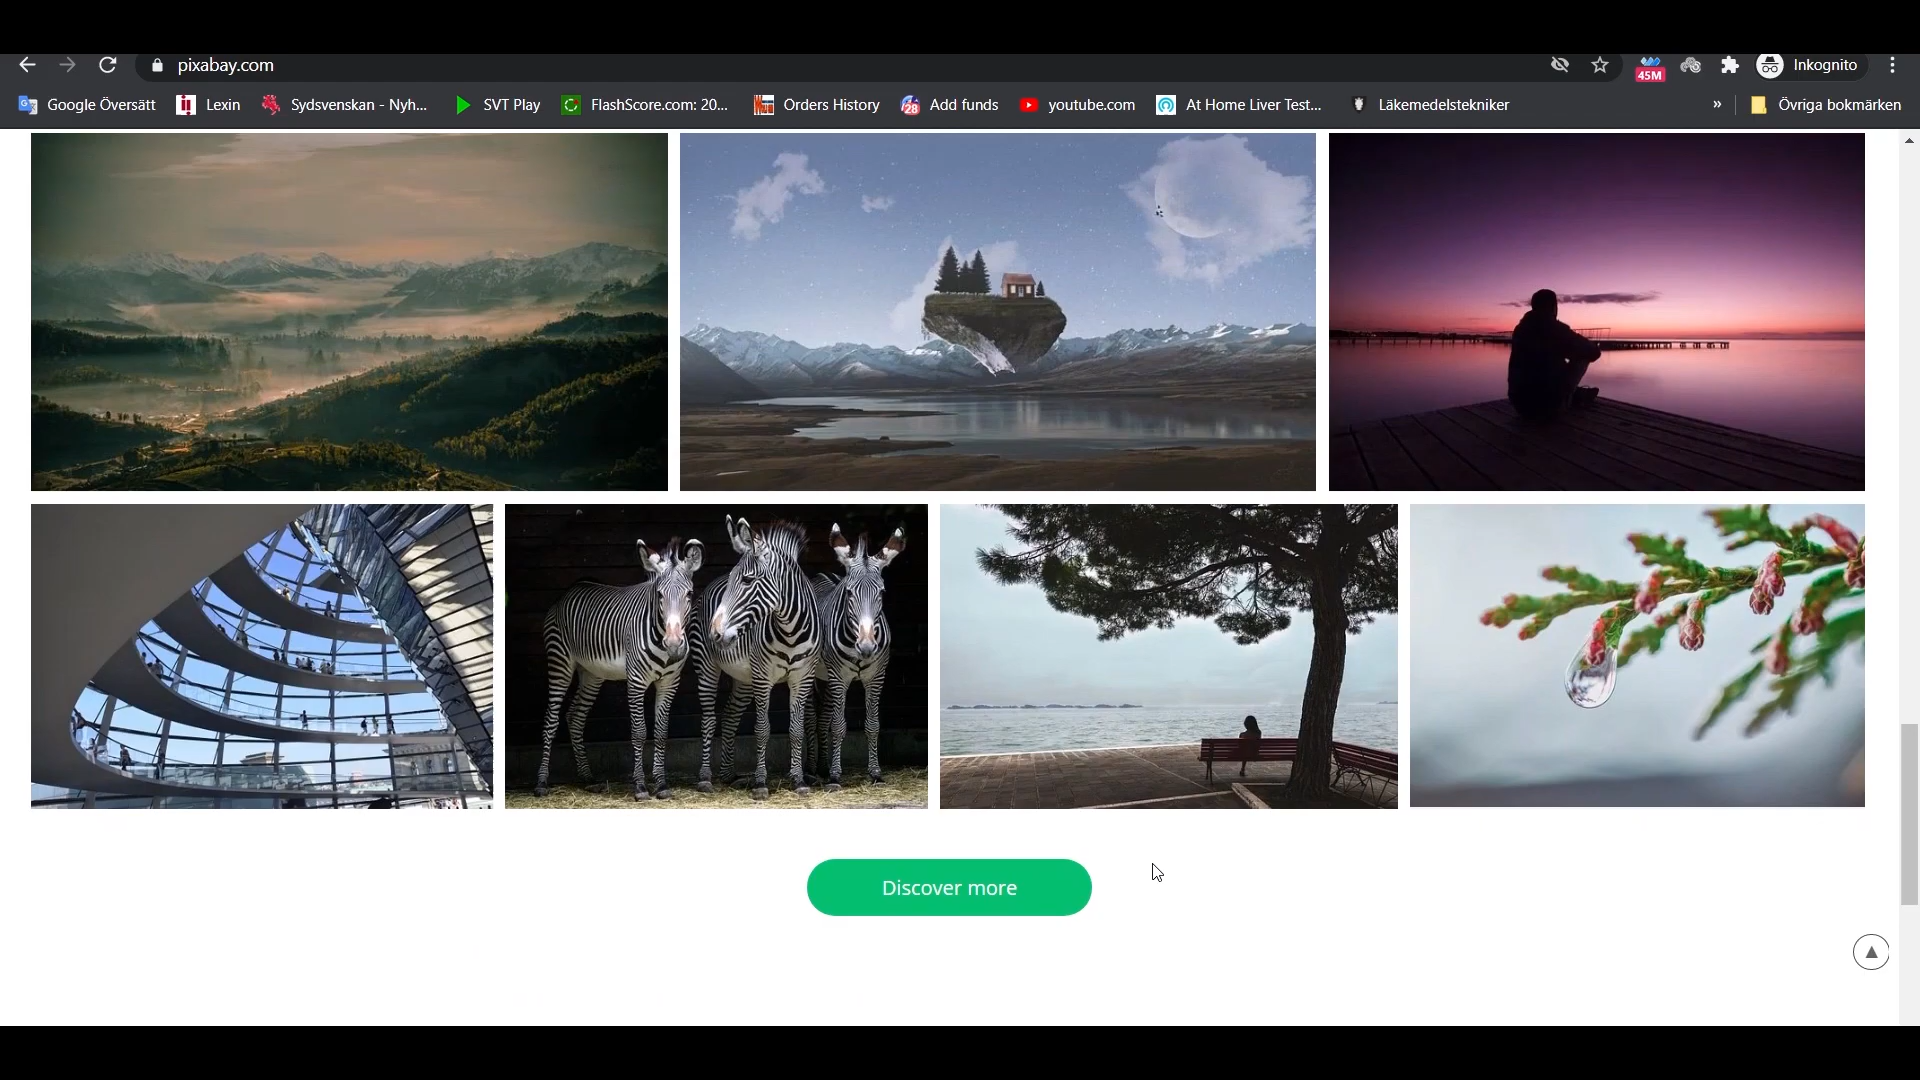 pixabay.com
45M
Inkognito
Google Översätt
Lexin
Sydsvenskan - Nyh...
SVT Play
FlashScore.com: 20...
28
Orders History
Add funds
youtube.com
At Home Liver Test...
Läkemedelstekniker
»
Övriga bokmärken
Discover more